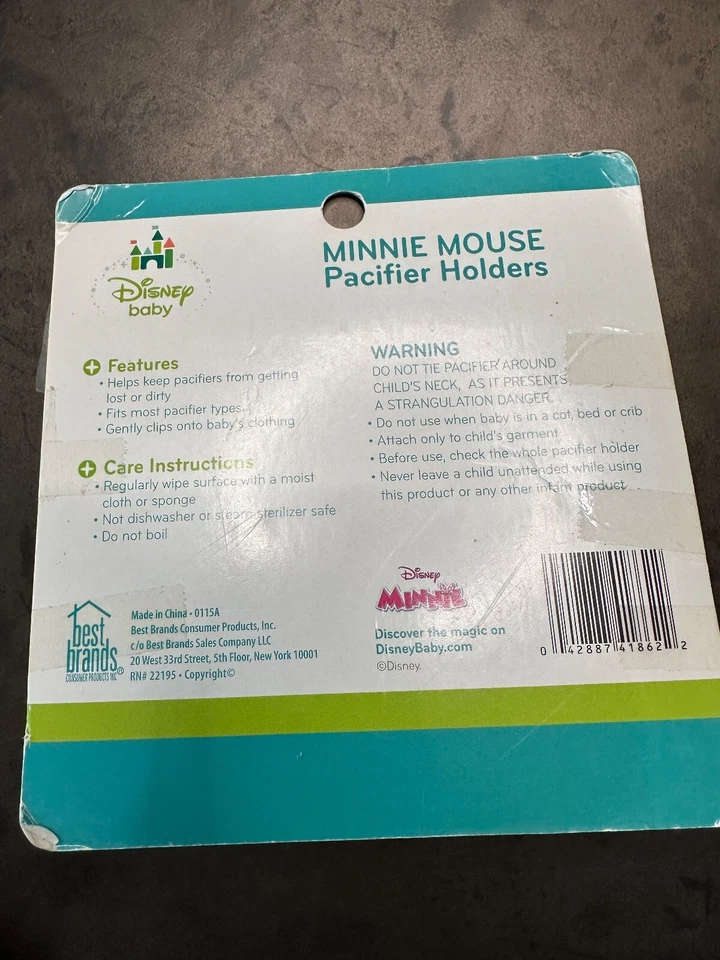 Disney
baby
MINNIE MOUSE
Pacifier Holders
Features
• Helps keep pacifiers from getting
lost or dirty
• Fits most pacifier types.
• Gently clips onto baby's clothing
Care Instructions
• Regularly wipe surface with a moist
cloth or sponge
• Not dishwasher or steam sterilizer safe
• Do not boil
WARNING
DO NOT TIE PACIFIER AROUND
CHILD'S NECK, AS IT PRESENTS
A STRANGULATION DANGER.
• Do not use when baby is in a cot, bed or crib
• Attach only to child's garment
• Before use, check the whole pacifier holder
• Never leave a child unattended while using
this product or any other infant product
best
brands®
CONSUMER PRODUCTS INC
Made in China • 0115A
Best Brands Consumer Products, Inc.
c/o Best Brands Sales Company LLC
20 West 33rd Street, 5th Floor, New York 10001
RN# 22195 • Copyright©
Disney
MINNIE
Discover the magic on
DisneyBaby.com
©Disney.
0 42887 41862 2